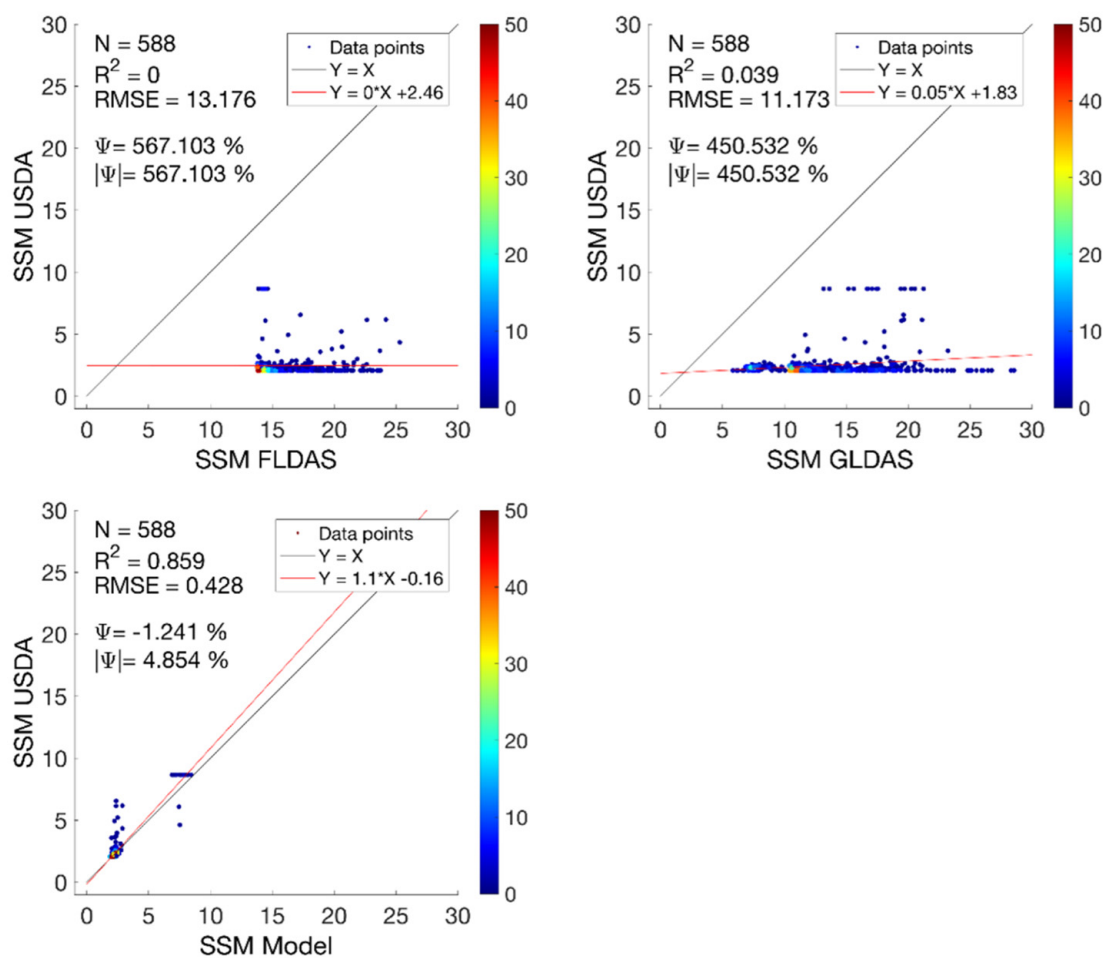 N = 588
R² = 0
RMSE = 13.176
Ψ= 567.103 %
|Ψ|= 567.103 %
Data points
Y = X
Y = 0*X +2.46
30
25
20
15
10
5
0
SSM USDA
0 5 10 15 20 25 30
SSM FLDAS
50
40
30
20
10
0
N = 588
R² = 0.039
RMSE = 11.173
Ψ= 450.532 %
|Ψ|= 450.532 %
Data points
Y = X
Y = 0.05*X +1.83
30
25
20
15
10
5
0
SSM USDA
0 5 10 15 20 25 30
SSM GLDAS
50
40
30
20
10
0
N = 588
R² = 0.859
RMSE = 0.428
Ψ= -1.241 %
|Ψ|= 4.854 %
Data points
Y = X
Y = 1.1*X -0.16
30
25
20
15
10
5
0
SSM USDA
0 5 10 15 20 25 30
SSM Model
50
40
30
20
10
0